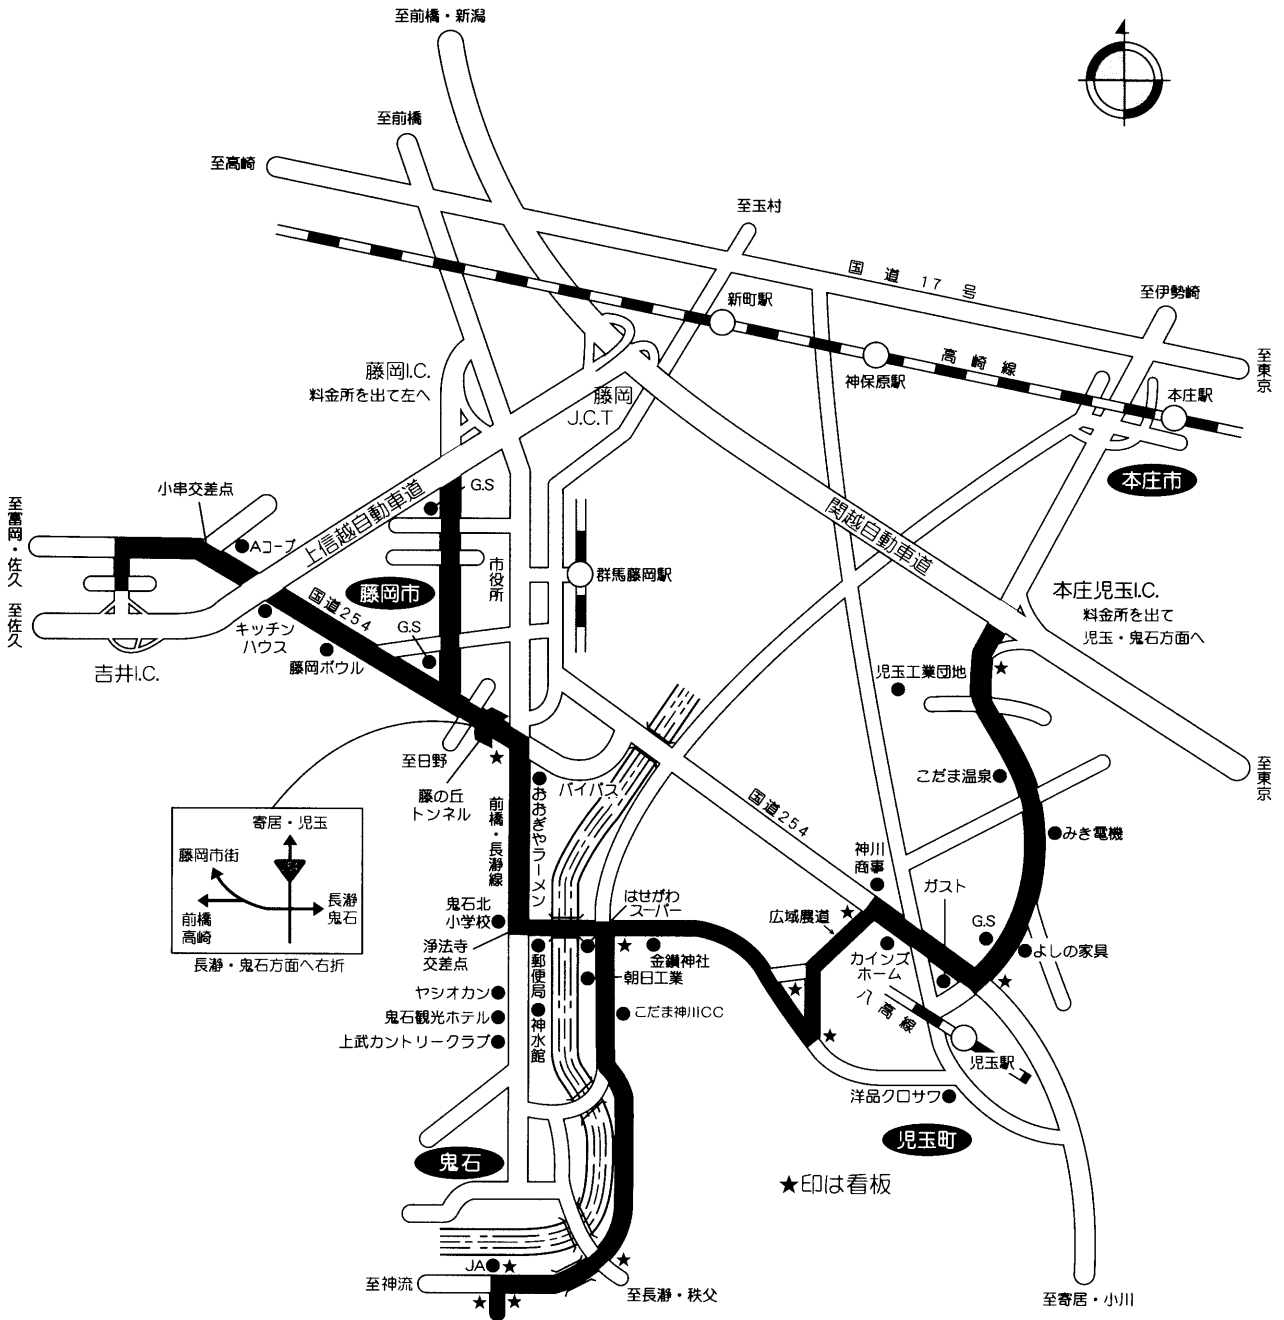 至前橋・新潟
至前橋
至高崎
至玉村
国道17号
至伊勢崎
新町駅
高崎線
神保原駅
本庄駅
至東京
藤岡I.C.
料金所を出て左へ
藤岡
J.C.T
本庄市
小串交差点
G.S
上信越自動車道
関越自動車道
至富岡・佐久
Aコープ
市役所
群馬藤岡駅
藤岡市
至佐久
国道254
キッチン
ハウス
G.S
藤岡ボウル
吉井I.C.
本庄児玉I.C.
料金所を出て
児玉・鬼石方面へ
児玉工業団地
至日野
藤の丘
トンネル
バイパス
こだま温泉
至東京
国道254
おおぎやラーメン
前橋・長瀞線
みき電機
寄居・児玉
藤岡市街
長瀞
鬼石
前橋
高崎
長瀞・鬼石方面へ右折
神川
商事
ガスト
鬼石北
小学校
はせがわ
スーパー
広域農道
G.S
浄法寺
交差点
郵便局
金鑚神社
カインズ
ホーム
よしの家具
朝日工業
ヤシオカン
八高線
鬼石観光ホテル
神水館
こだま神川CC
上武カントリークラブ
児玉駅
洋品クロサワ
児玉町
鬼石
★印は看板
JA
至神流
至長瀞・秩父
至寄居・小川